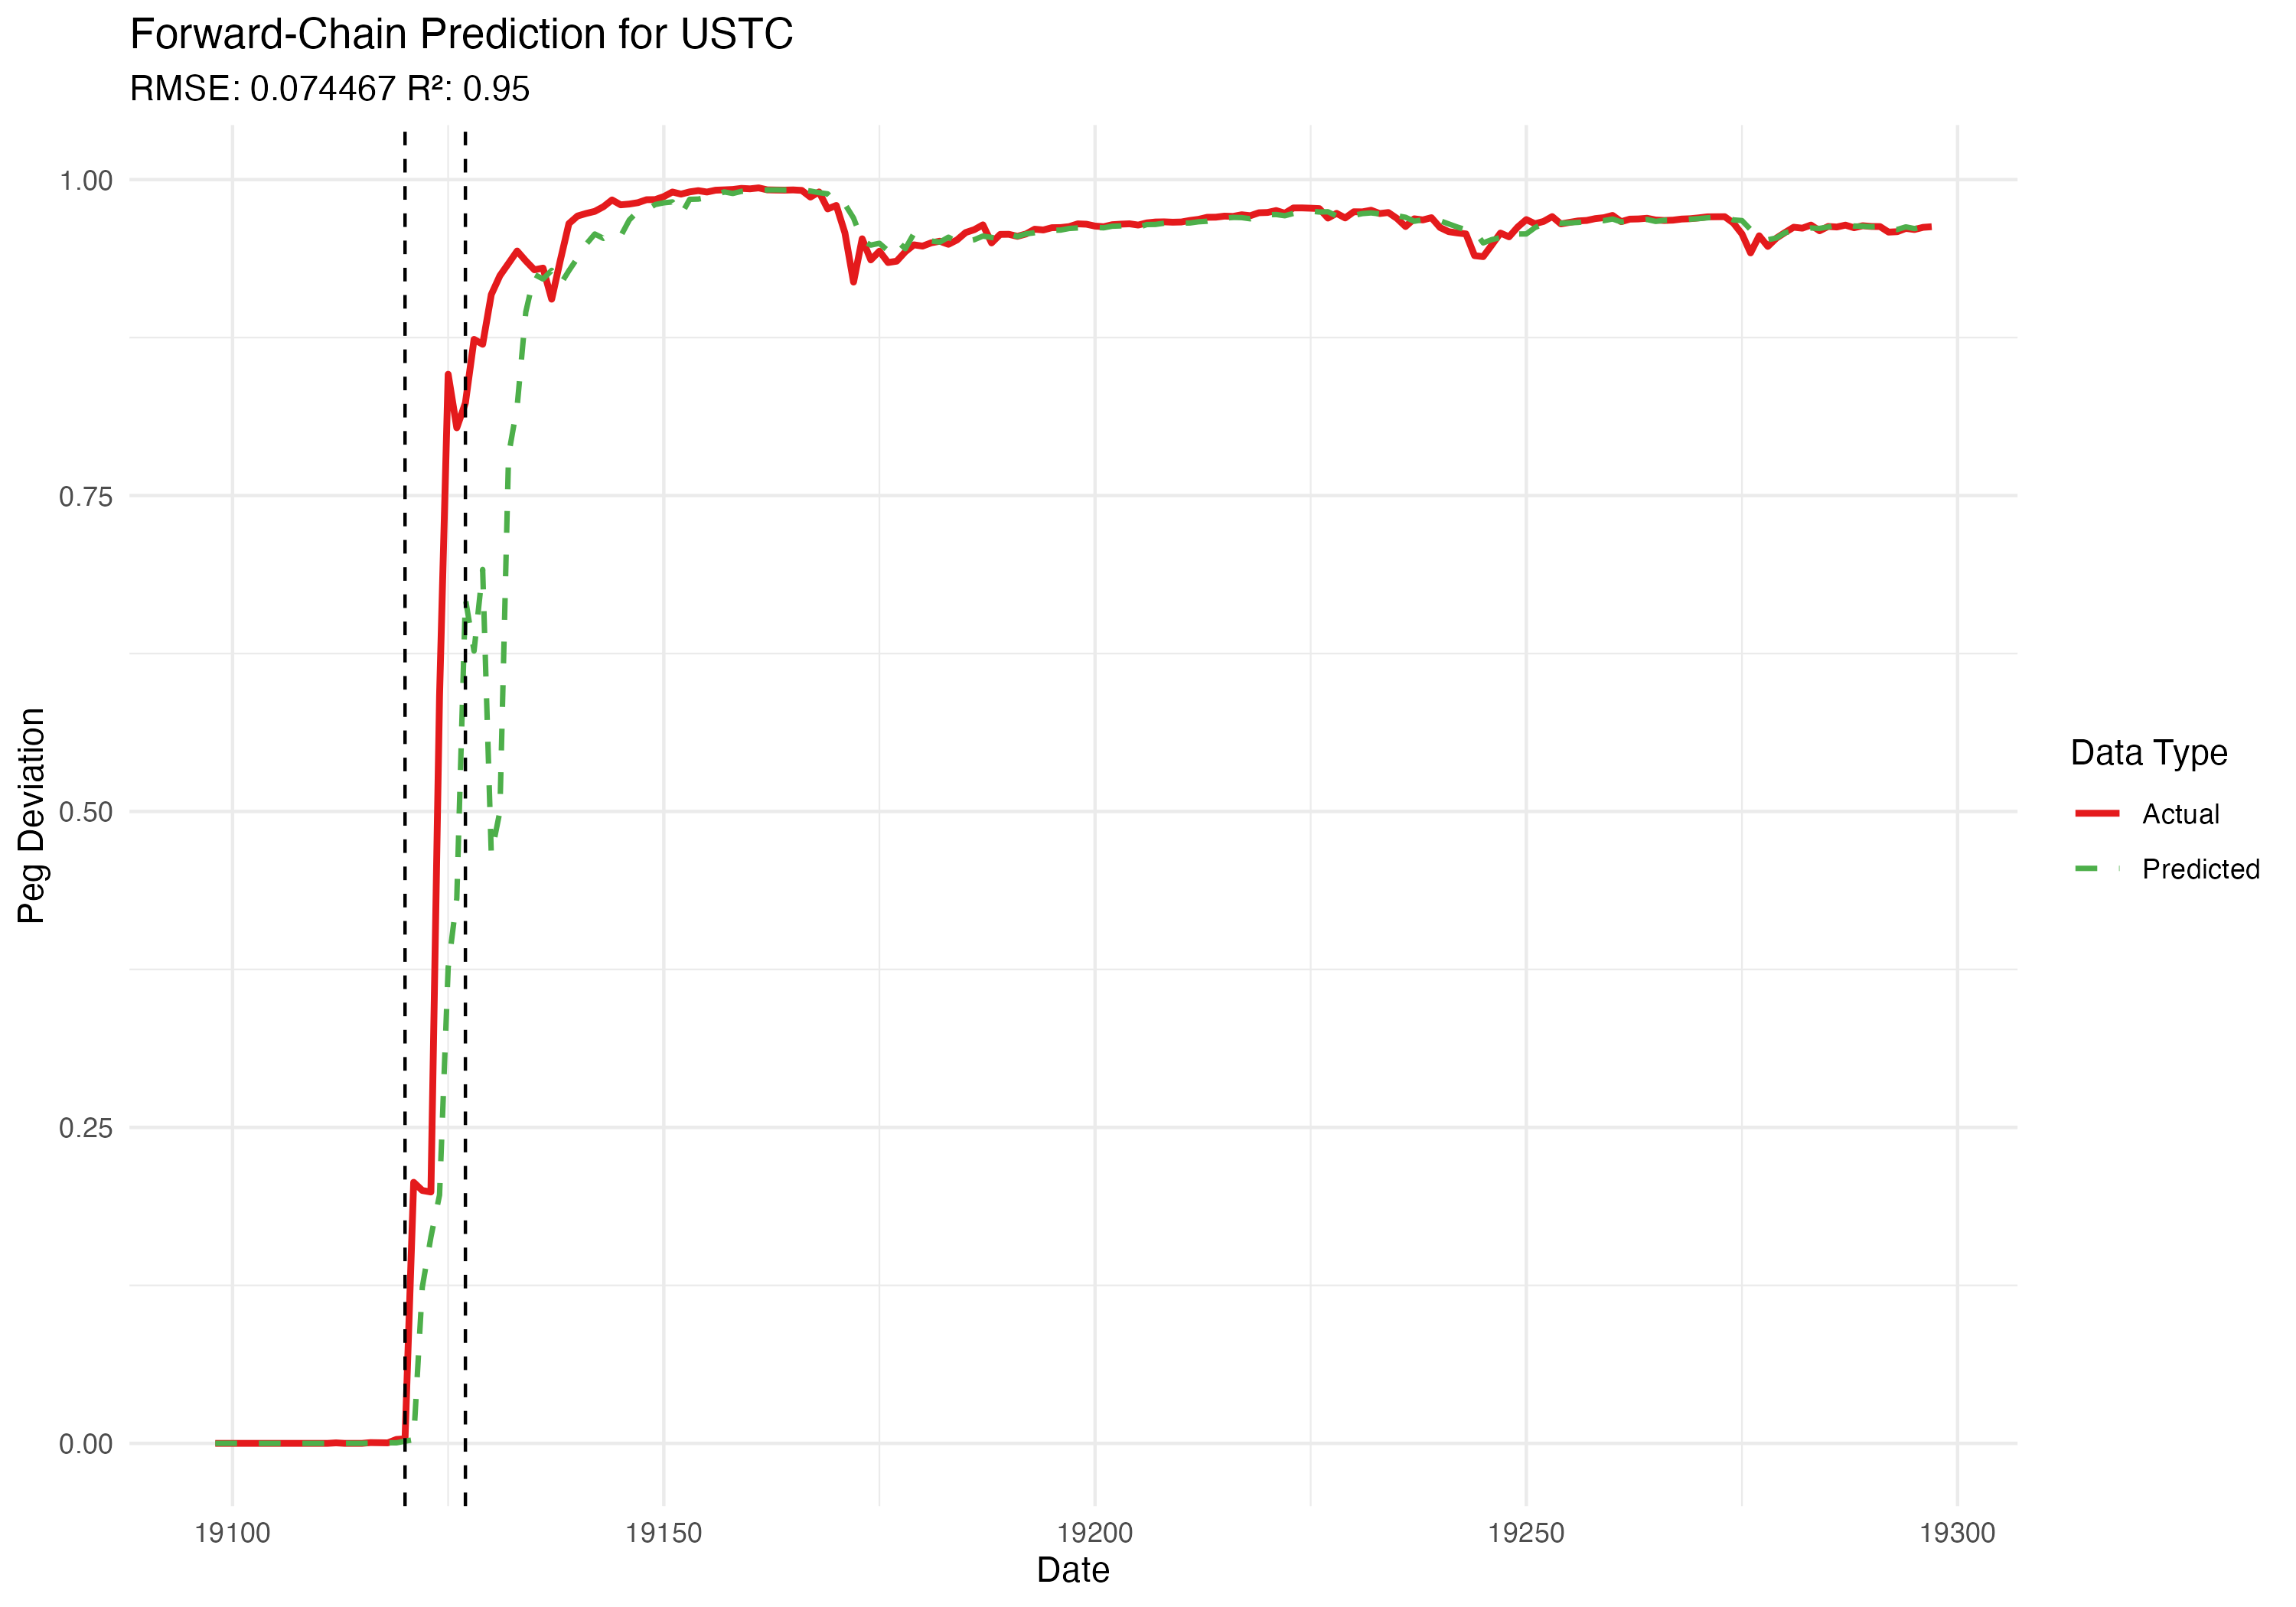 Forward-Chain Prediction for USTC
RMSE: 0.074467 R²: 0.95
1.00
0.75
0.50
0.25
0.00
Peg Deviation
19100
19150
19200
19250
19300
Date
Data Type
Actual
Predicted